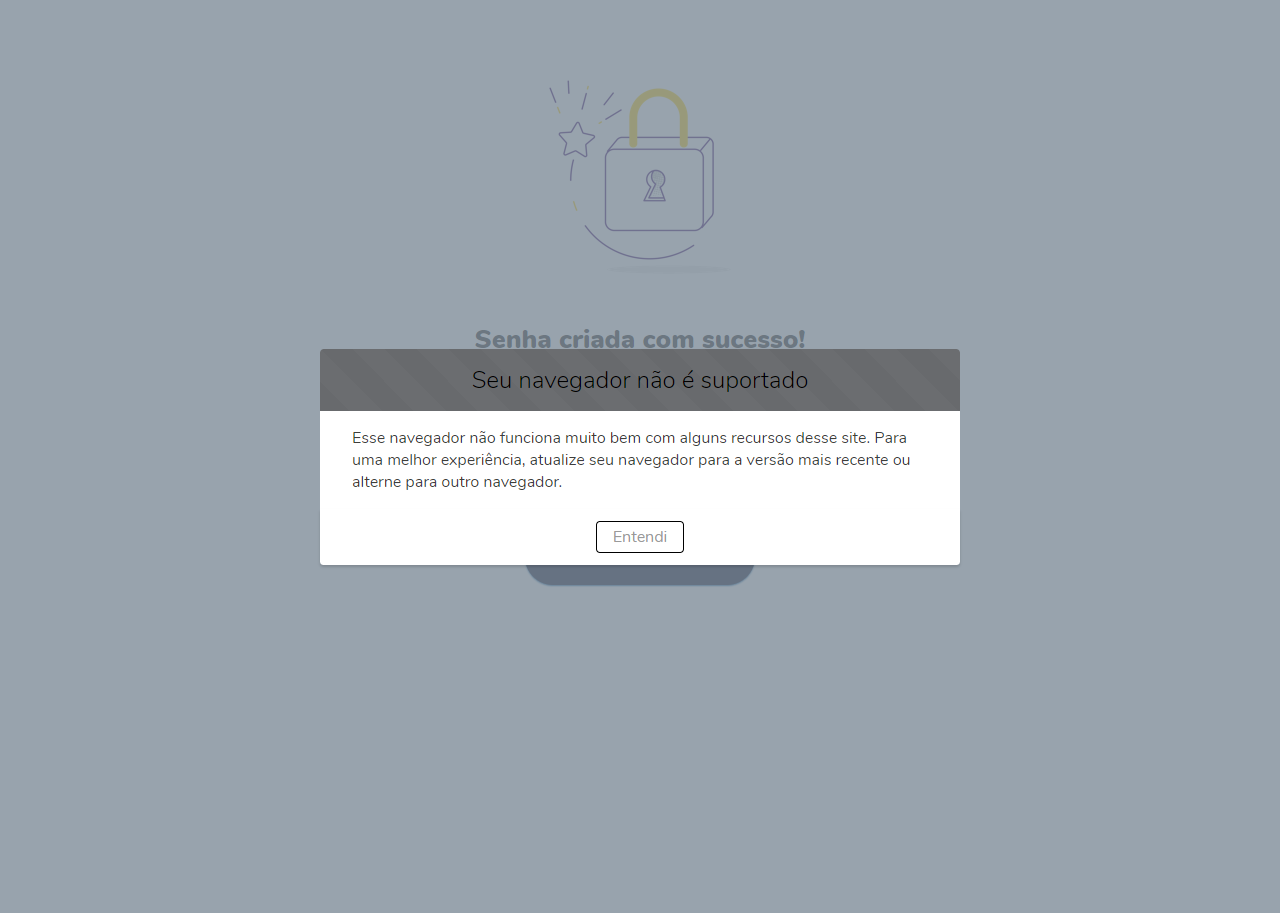 Senha criada com sucesso!
Seu navegador não é suportado
Esse navegador não funciona muito bem com alguns recursos desse site. Para
uma melhor experiência, atualize seu navegador para a versão mais recente ou
alterne para outro navegador.
Entendi